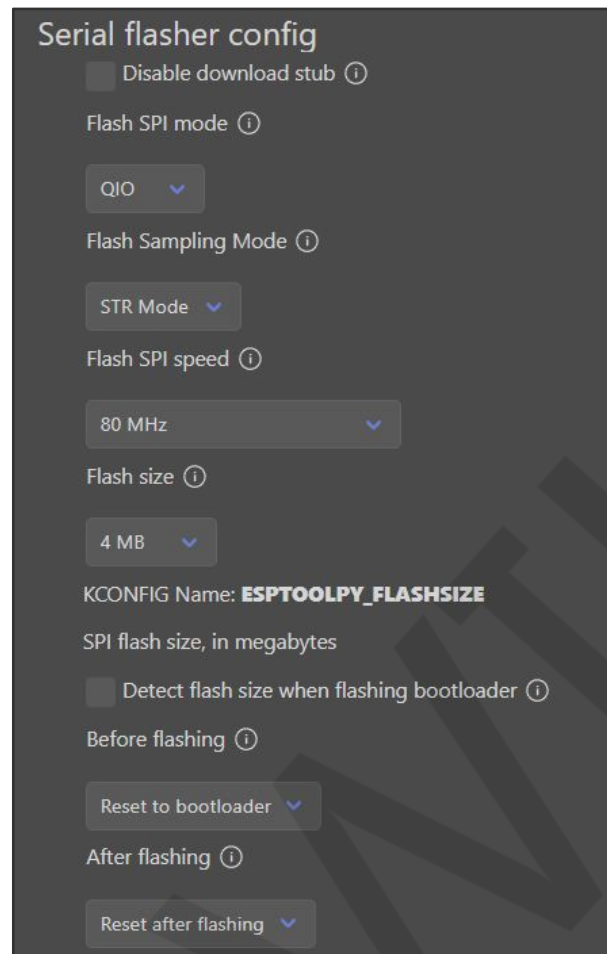 Serial flasher config
Disable download stub
Flash SPI mode
QIO
Flash Sampling Mode
STR Mode
Flash SPI speed
80 MHz
Flash size
4 MB
KCONFIG Name: ESPTOOLPY_FLASHSIZE
SPI flash size, in megabytes
Detect flash size when flashing bootloader
Before flashing
Reset to bootloader
After flashing
Reset after flashing